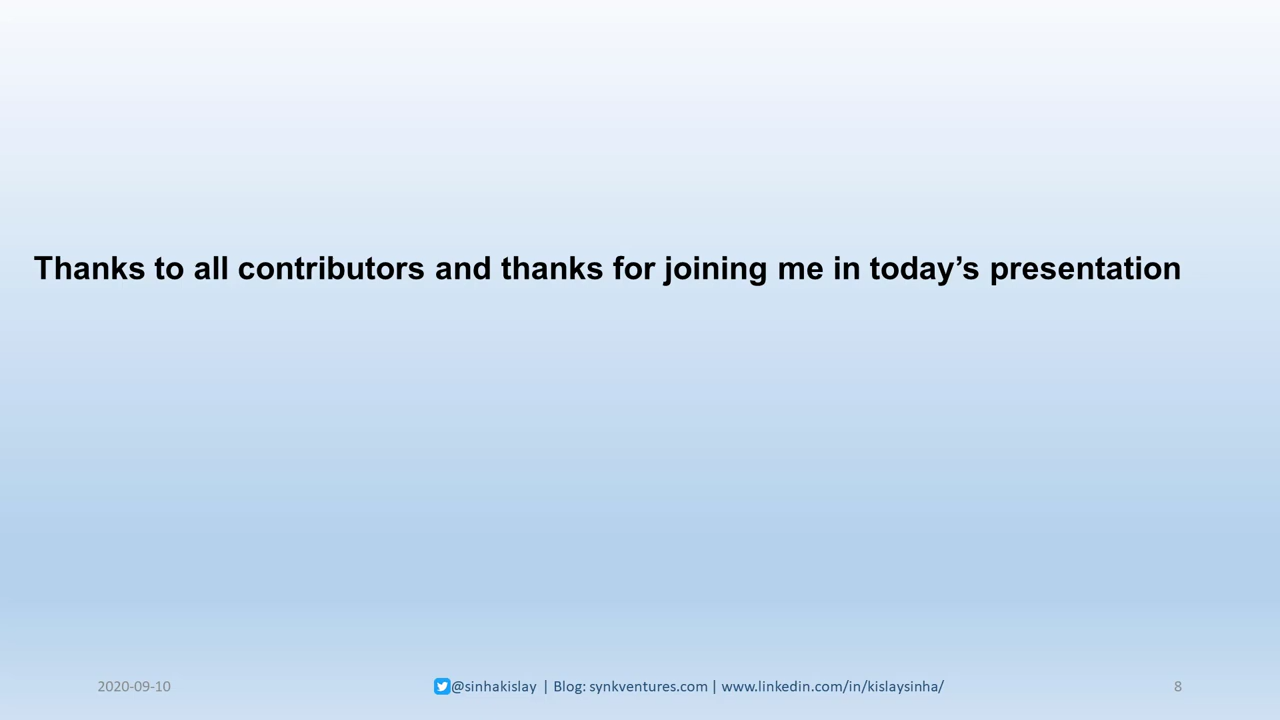 Thanks to all contributors and thanks for joining me in today’s presentation
2020-09-10
@sinhakislay | Blog: synkventures.com | www.linkedin.com/in/kislaysinha/
8